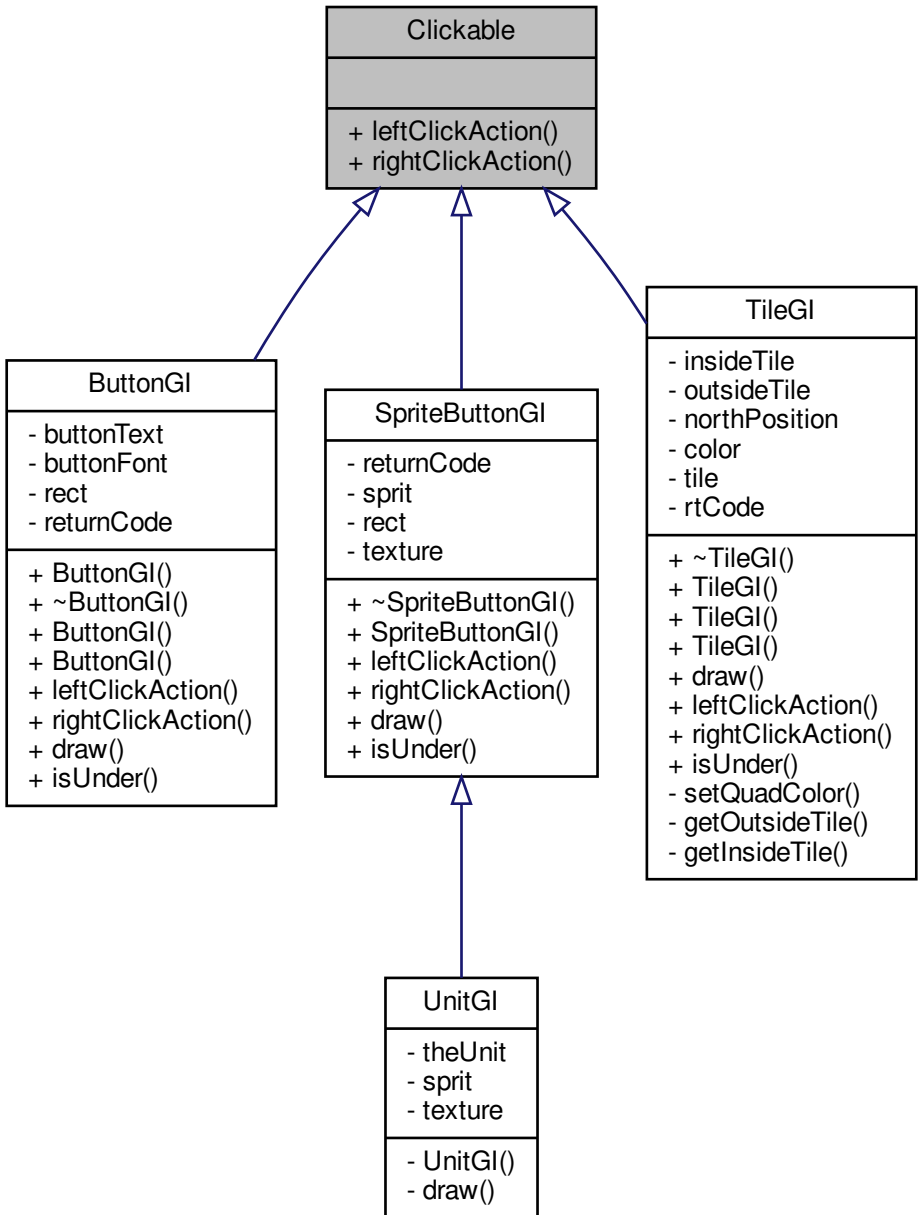 Clickable
+ leftClickAction()
+ rightClickAction()
ButtonGI
- buttonText
- buttonFont
- rect
- returnCode
+ ButtonGI()
+ ~ButtonGI()
+ ButtonGI()
+ ButtonGI()
+ leftClickAction()
+ rightClickAction()
+ draw()
+ isUnder()
SpriteButtonGI
- returnCode
- sprit
- rect
- texture
+ ~SpriteButtonGI()
+ SpriteButtonGI()
+ leftClickAction()
+ rightClickAction()
+ draw()
+ isUnder()
TileGI
- insideTile
- outsideTile
- northPosition
- color
- tile
- rtCode
+ ~TileGI()
+ TileGI()
+ TileGI()
+ TileGI()
+ draw()
+ leftClickAction()
+ rightClickAction()
+ isUnder()
- setQuadColor()
- getOutsideTile()
- getInsideTile()
UnitGI
- theUnit
- sprit
- texture
- UnitGI()
- draw()